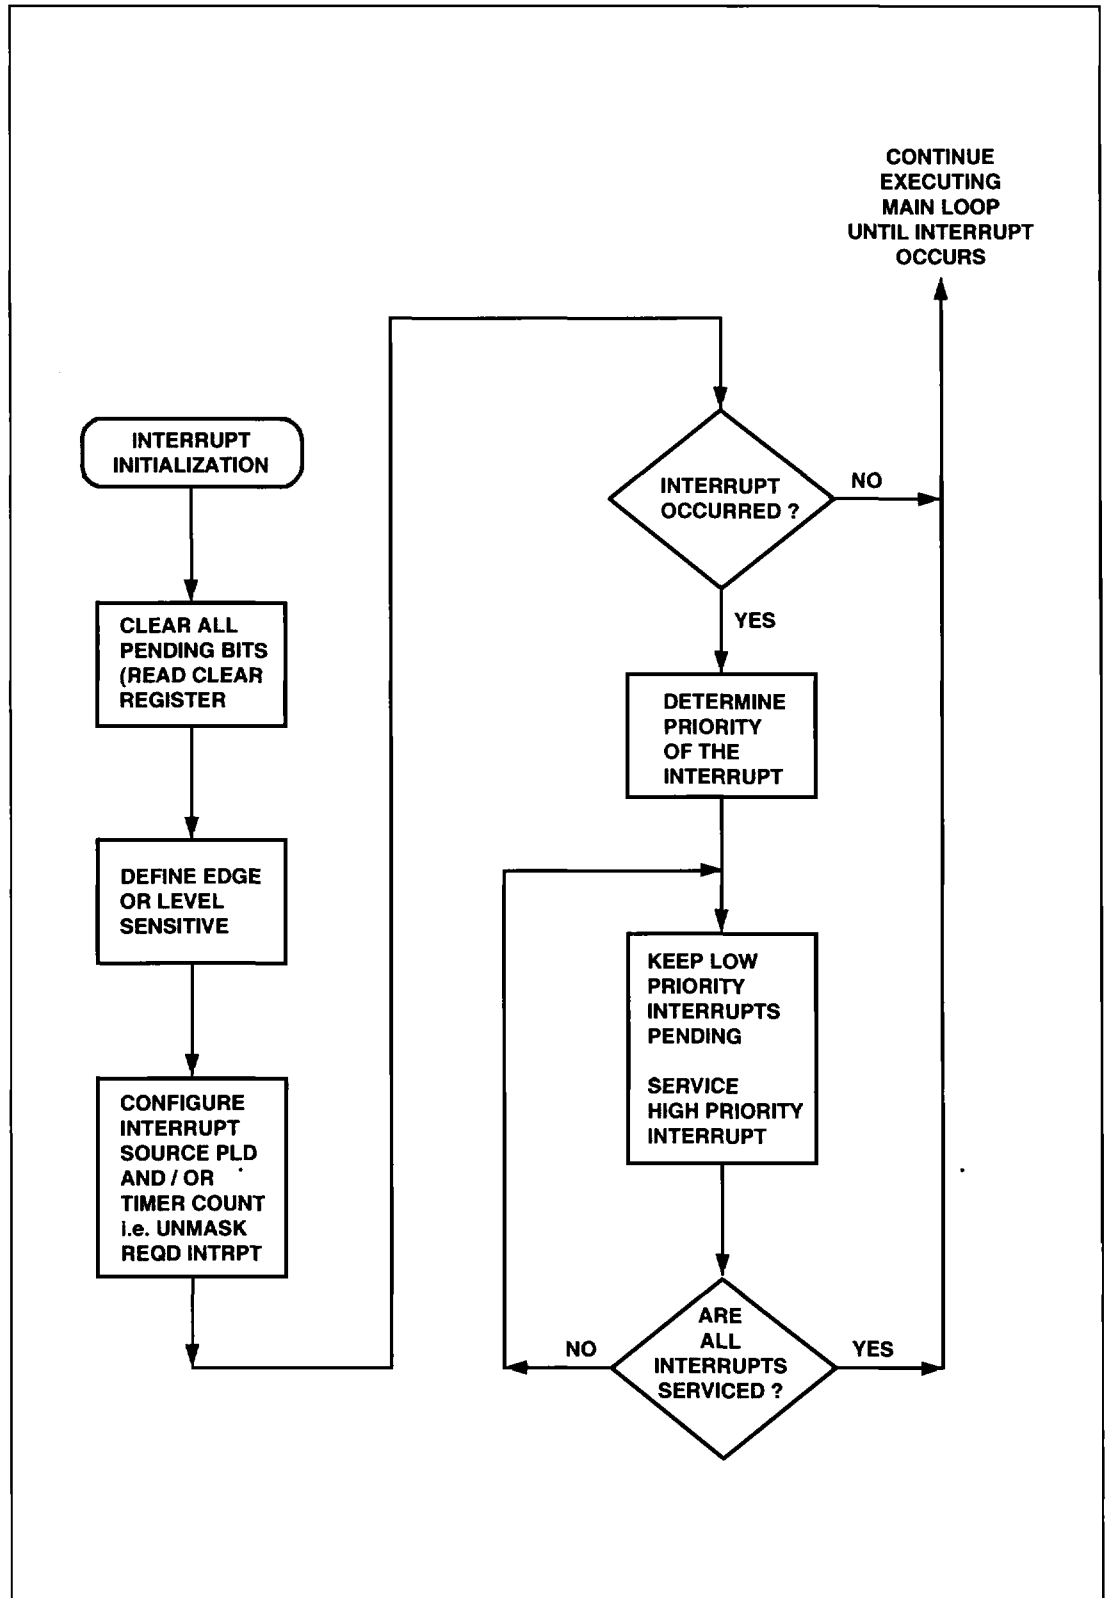 INTERRUPT
INITIALIZATION
CLEAR ALL
PENDING BITS
(READ CLEAR
REGISTER
DEFINE EDGE
OR LEVEL
SENSITIVE
CONFIGURE
INTERRUPT
SOURCE PLD
AND / OR
TIMER COUNT
i.e. UNMASK
REQD INTRPT
INTERRUPT
OCCURRED ?
NO
YES
DETERMINE
PRIORITY
OF THE
INTERRUPT
KEEP LOW
PRIORITY
INTERRUPTS
PENDING
SERVICE
HIGH PRIORITY
INTERRUPT
ARE
ALL
INTERRUPTS
SERVICED ?
NO
YES
CONTINUE
EXECUTING
MAIN LOOP
UNTIL INTERRUPT
OCCURS